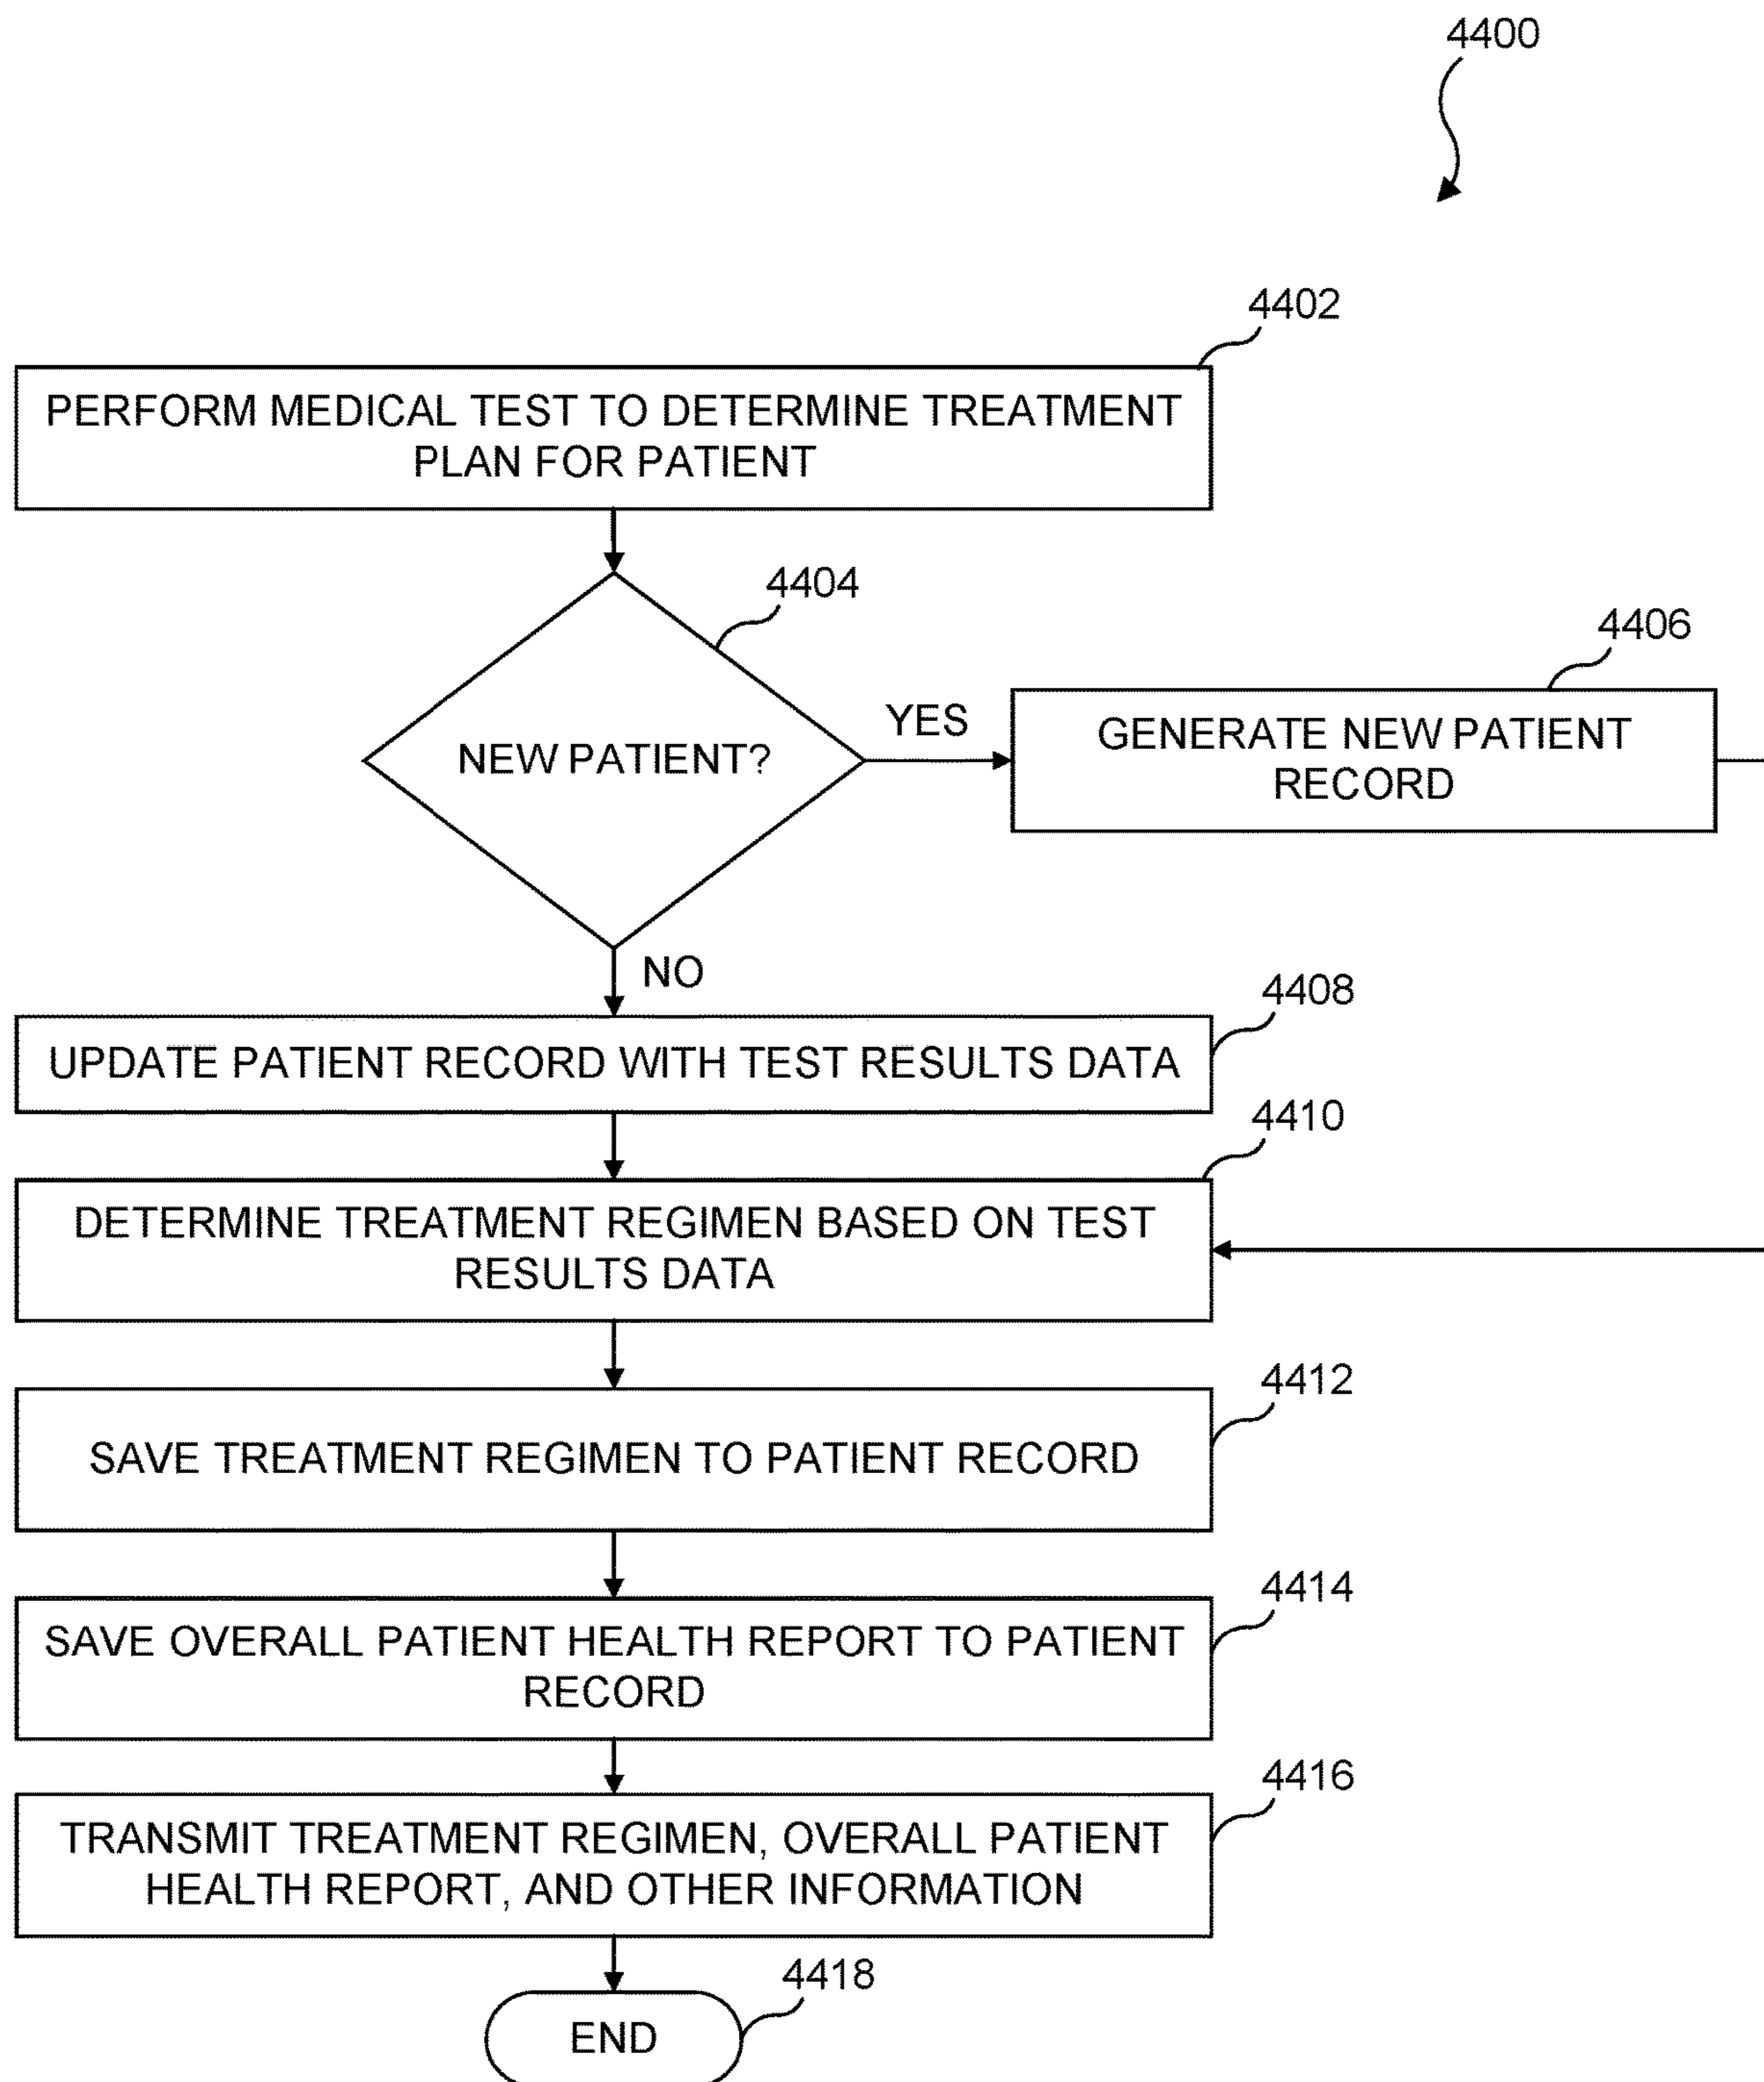 4400
4402
PERFORM MEDICAL TEST TO DETERMINE TREATMENT
PLAN FOR PATIENT
4404
NEW PATIENT?
YES
4406
GENERATE NEW PATIENT
RECORD
NO
4408
UPDATE PATIENT RECORD WITH TEST RESULTS DATA
4410
DETERMINE TREATMENT REGIMEN BASED ON TEST
RESULTS DATA
4412
SAVE TREATMENT REGIMEN TO PATIENT RECORD
4414
SAVE OVERALL PATIENT HEALTH REPORT TO PATIENT
RECORD
4416
TRANSMIT TREATMENT REGIMEN, OVERALL PATIENT
HEALTH REPORT, AND OTHER INFORMATION
4418
END